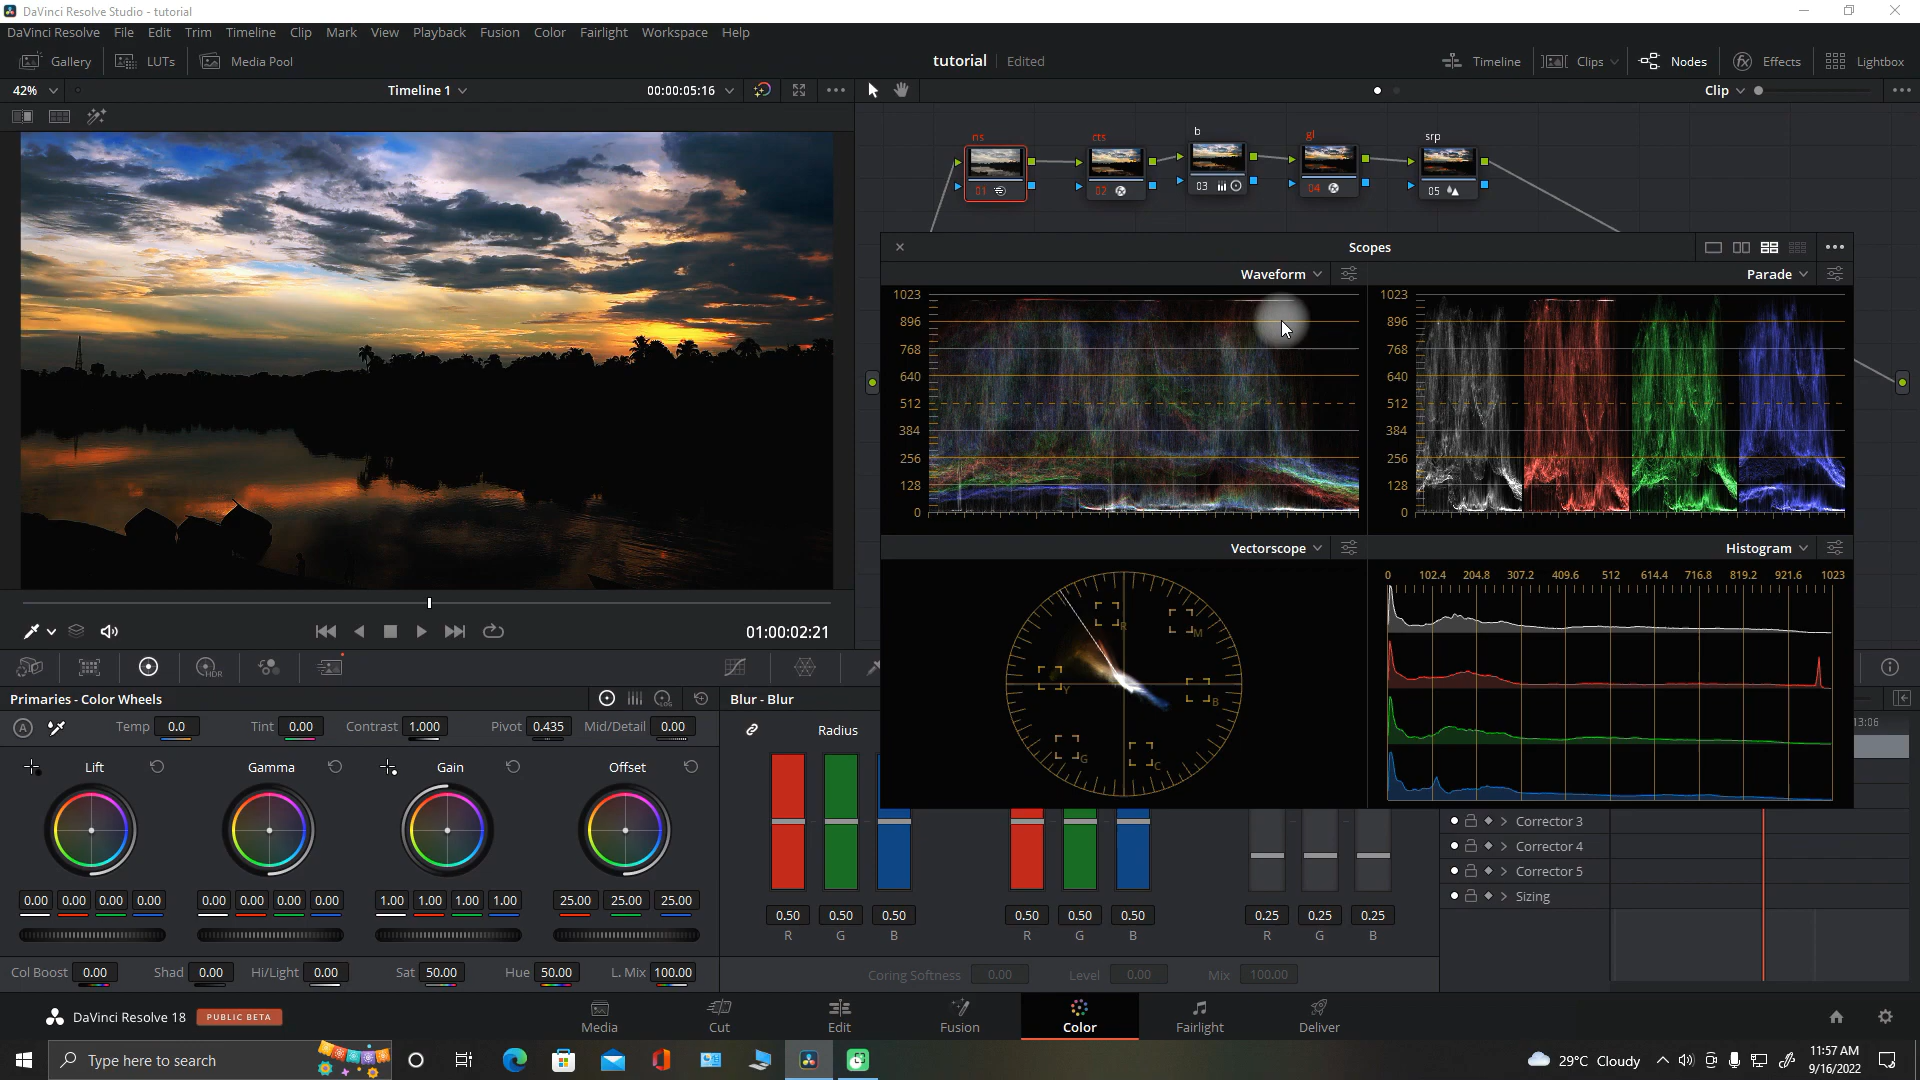 DaVinci Resolve Studio - tutorial
DaVinci Resolve File Edit Trim Timeline Clip Mark View Playback Fusion Color Fairlight Workspace Help
Gallery LUTs Media Pool tutorial Edited Timeline Clips Nodes Effects Lightbox
42% Timeline 1 00:00:05:16 Clip
ns cts b gl srp
01 02 03 04 05
Scopes
Waveform Parade
1023 1023
896 896
768 768
640 640
512 512
384 384
256 256
128 128
0 0
Vectorscope Histogram
0 102.4 204.8 307.2 409.6 512 614.4 716.8 819.2 921.6 1023
R M
Y B
G C
01:00:02:21
HDR
Primaries - Color Wheels LOG Blur - Blur
A Temp 0.0 Tint 0.00 Contrast 1.000 Pivot 0.435 Mid/Detail 0.00 Radius
13:06
Lift Gamma Gain Offset
0.00 0.00 0.00 0.00 0.00 0.00 0.00 0.00 1.00 1.00 1.00 1.00 25.00 25.00 25.00
0.50 0.50 0.50 0.50 0.50 0.50 0.25 0.25 0.25
R G B R G B R G B
Corrector 3
Corrector 4
Corrector 5
Sizing
Col Boost 0.00 Shad 0.00 Hi/Light 0.00 Sat 50.00 Hue 50.00 L. Mix 100.00 Coring Softness 0.00 Level 0.00 Mix 100.00
DaVinci Resolve 18 PUBLIC BETA Media Cut Edit Fusion Color Fairlight Deliver
Type here to search 29°C Cloudy 11:57 AM
9/16/2022